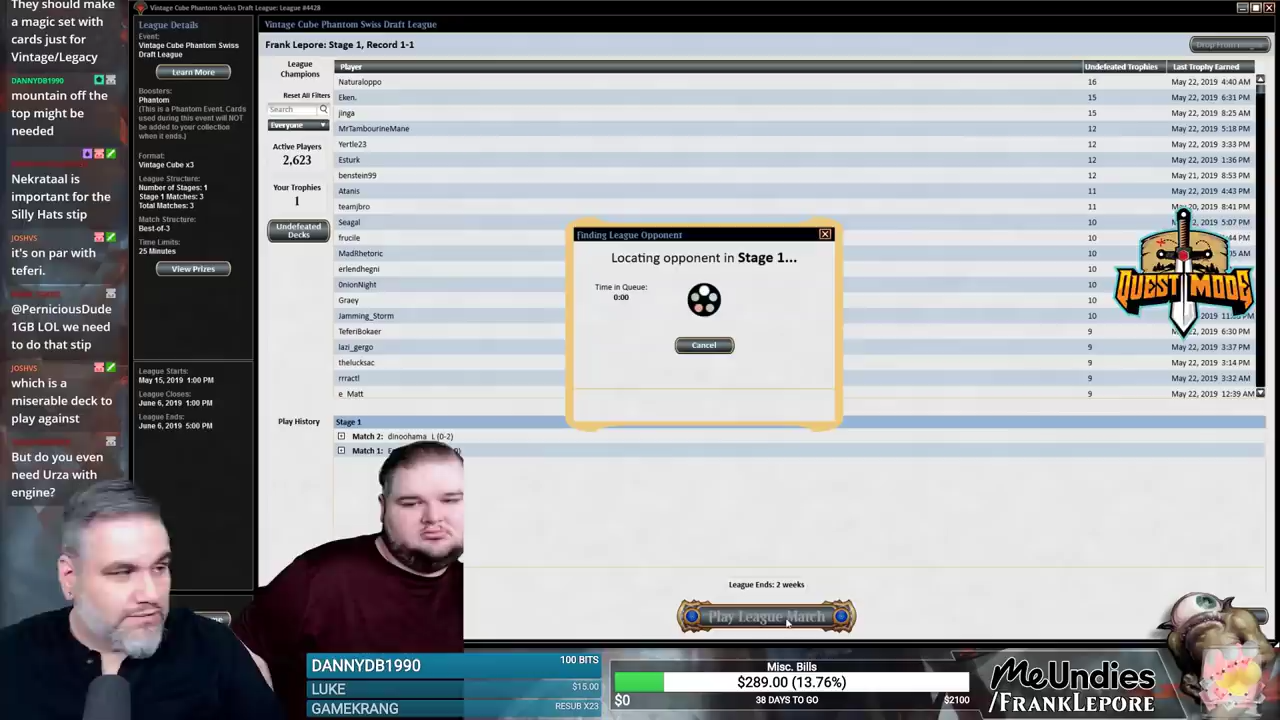 They should make a magic set with cards just for Vintage/Legacy
DANNYDB1990
mountain off the top might be needed
Nekrataal is important for the Silly Hats stip
JOSHVS
it's on par with teferi.
@PerniciousDude 1GB LOL we need to do that stip
JOSHVS
which is a miserable deck to play against
But do you even need Urza with engine?
Vintage Cube Phantom Swiss Draft League: League #4428
League Details
Event:
Vintage Cube Phantom Swiss Draft League
Learn More
Boosters:
Phantom
(This is a Phantom Event. Cards used during this event will NOT be added to your collection when it ends.)
Format:
Vintage Cube x3
League Structure:
Number of Stages: 1
Stage 1 Matches: 3
Total Matches: 3
Match Structure:
Best-of-3
Time Limits:
25 Minutes
View Prizes
League Starts:
May 15, 2019 1:00 PM
League Closes:
June 6, 2019 1:00 PM
League Ends:
June 6, 2019 5:00 PM
Vintage Cube Phantom Swiss Draft League
Frank Lepore: Stage 1, Record 1-1
League Champions
Reset All Filters
Search
Everyone
Active Players
2,623
Your Trophies
1
Undefeated Decks
Player Undefeated Trophies Last Trophy Earned
Naturaloppo 16 May 22, 2019 4:40 AM
Eken. 15 May 22, 2019 6:31 PM
jinga 15 May 22, 2019 8:25 AM
MrTambourineMane 12 May 22, 2019 5:18 PM
Yertle23 12 May 22, 2019 3:33 PM
Esturk 12 May 22, 2019 1:36 PM
benstein99 12 May 21, 2019 8:53 PM
Atanis 11 May 22, 2019 4:43 PM
teamjbro 11 May 20, 2019 8:41 PM
Seagal 10 May 22, 2019 5:07 PM
frucile 10 44 PM
MadRhetoric 10 05 AM
erlendhegni 10
0nionNight 10
Graey 10
Jamming_Storm 10
TeferiBokaer 9 22, 2019 6:30 PM
lazi_gergo 9 May 22, 2019 3:37 PM
thelucksac 9 May 22, 2019 3:14 PM
rrractl 9 May 22, 2019 3:32 AM
e_Matt 9 May 22, 2019 12:39 AM
Finding League Opponent
Locating opponent in Stage 1...
Time in Queue:
0:00
Cancel
QUEST MODE
Play History
Stage 1
Match 2: dinoohama L (0-2)
Match 1:
League Ends: 2 weeks
Play League Match
DANNYDB1990 100 BITS
LUKE $15.00
GAMEKRANG RESUB X23
Misc. Bills
$289.00 (13.76%)
$0 38 DAYS TO GO $2100
MeUndies
/FRANKLEPORE